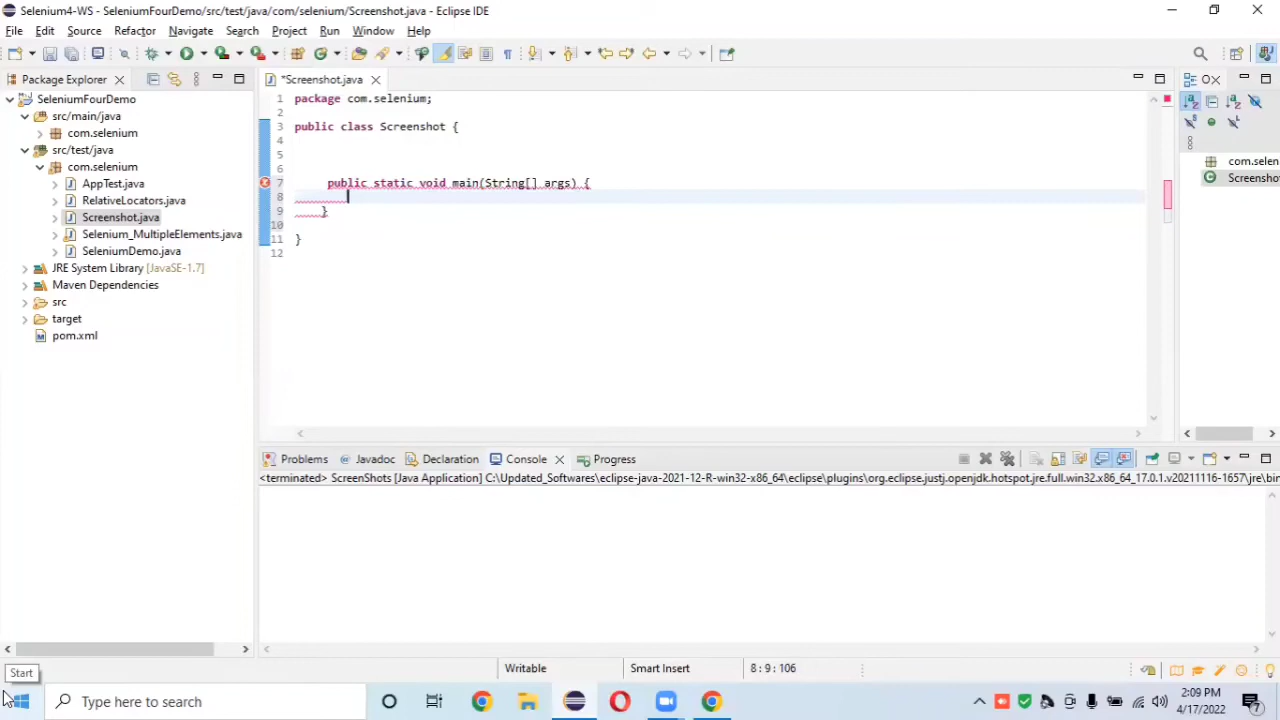 Selenium4-WS - SeleniumFourDemo/src/test/java/com/selenium/Screenshot.java - Eclipse IDE
File Edit Source Refactor Navigate Search Project Run Window Help
Package Explorer
*Screenshot.java
SeleniumFourDemo
src/main/java
com.selenium
src/test/java
com.selenium
AppTest.java
RelativeLocators.java
Screenshot.java
Selenium_MultipleElements.java
SeleniumDemo.java
JRE System Library [JavaSE-1.7]
Maven Dependencies
src
target
pom.xml
1 package com.selenium;
2
3 public class Screenshot {
4
5
6
7 public static void main(String[] args) {
8
9 }
10
11 }
12
com.selen
Screensho
Problems Javadoc Declaration Console Progress
<terminated> ScreenShots [Java Application] C:\Updated_Softwares\eclipse-java-2021-12-R-win32-x86_64\eclipse\plugins\org.eclipse.justj.openjdk.hotspot.jre.full.win32.x86_64_17.0.1.v20211116-1657\jre\bin
Writable Smart Insert 8 : 9 : 106
Start
Type here to search
2:09 PM
4/17/2022
7